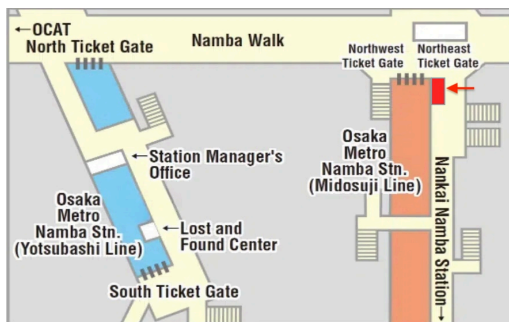 ←OCAT
North Ticket Gate
Namba Walk
Northwest
Ticket Gate
Northeast
Ticket Gate
←Station Manager's
Office
Osaka
Metro
Namba Stn.
(Midosuji Line)
Osaka
Metro
Namba Stn.
(Yotsubashi Line)
←Lost and
Found Center
South Ticket Gate
Nankai Namba Station→